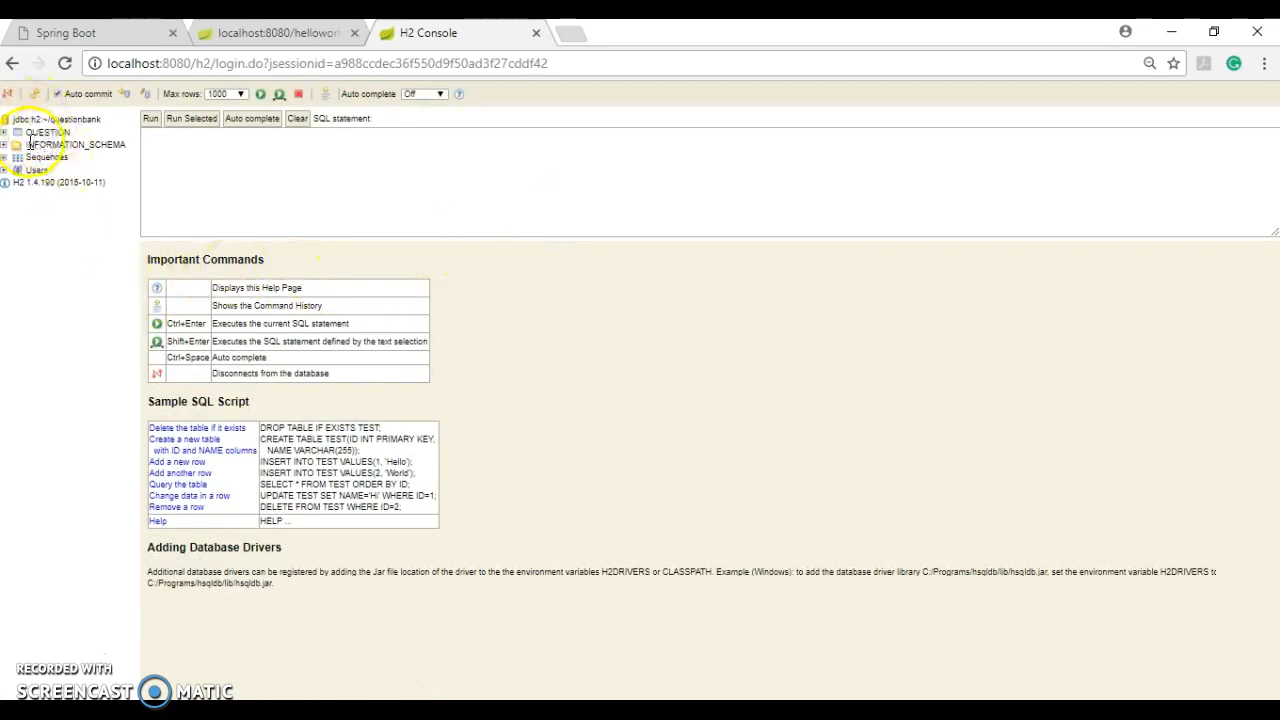 Spring Boot
localhost:8080/hellowor
H2 Console
localhost:8080/h2/login.do?jsessionid=a988ccdec36f550d9f50ad3f27cddf42
Auto commit
Max rows: 1000
Auto complete Off
jdbc:h2:~/questionbank
QUESTION
INFORMATION_SCHEMA
Sequences
Users
H2 1.4.190 (2015-10-11)
Run Run Selected Auto complete Clear SQL statement:
Important Commands
Displays this Help Page
Shows the Command History
Ctrl+Enter Executes the current SQL statement
Shift+Enter Executes the SQL statement defined by the text selection
Ctrl+Space Auto complete
Disconnects from the database
Sample SQL Script
Delete the table if it exists DROP TABLE IF EXISTS TEST;
Create a new table CREATE TABLE TEST(ID INT PRIMARY KEY,
with ID and NAME columns NAME VARCHAR(255));
Add a new row INSERT INTO TEST VALUES(1, 'Hello');
Add another row INSERT INTO TEST VALUES(2, 'World');
Query the table SELECT * FROM TEST ORDER BY ID;
Change data in a row UPDATE TEST SET NAME='Hi' WHERE ID=1;
Remove a row DELETE FROM TEST WHERE ID=2;
Help HELP ...
Adding Database Drivers
Additional database drivers can be registered by adding the Jar file location of the driver to the the environment variables H2DRIVERS or CLASSPATH. Example (Windows): to add the database driver library C:/Programs/hsqldb/lib/hsqldb.jar, set the environment variable H2DRIVERS to
C:/Programs/hsqldb/lib/hsqldb.jar.
RECORDED WITH
SCREENCAST MATIC